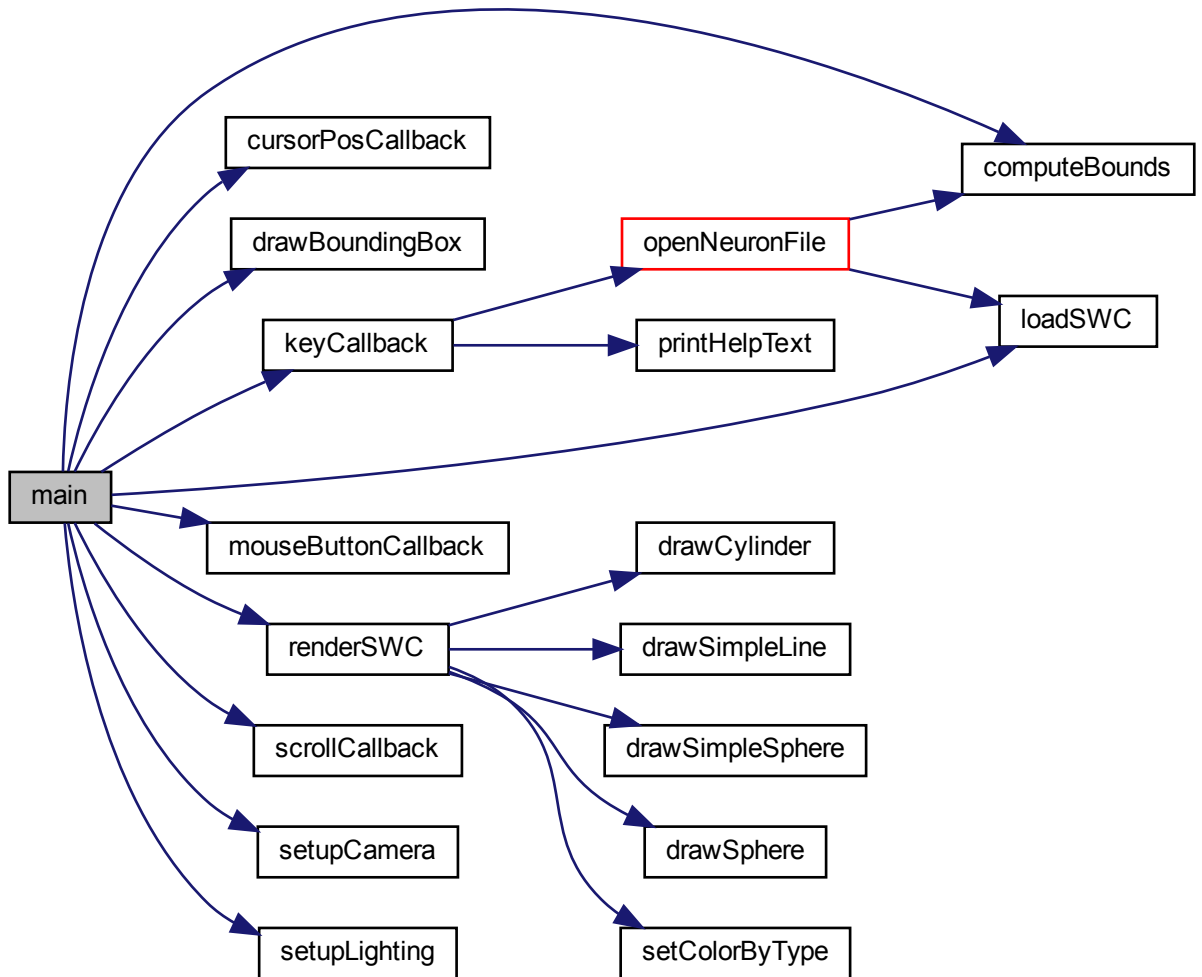 cursorPosCallback
computeBounds
drawBoundingBox
openNeuronFile
loadSWC
keyCallback
printHelpText
main
mouseButtonCallback
drawCylinder
renderSWC
drawSimpleLine
scrollCallback
drawSimpleSphere
setupCamera
drawSphere
setupLighting
setColorByType